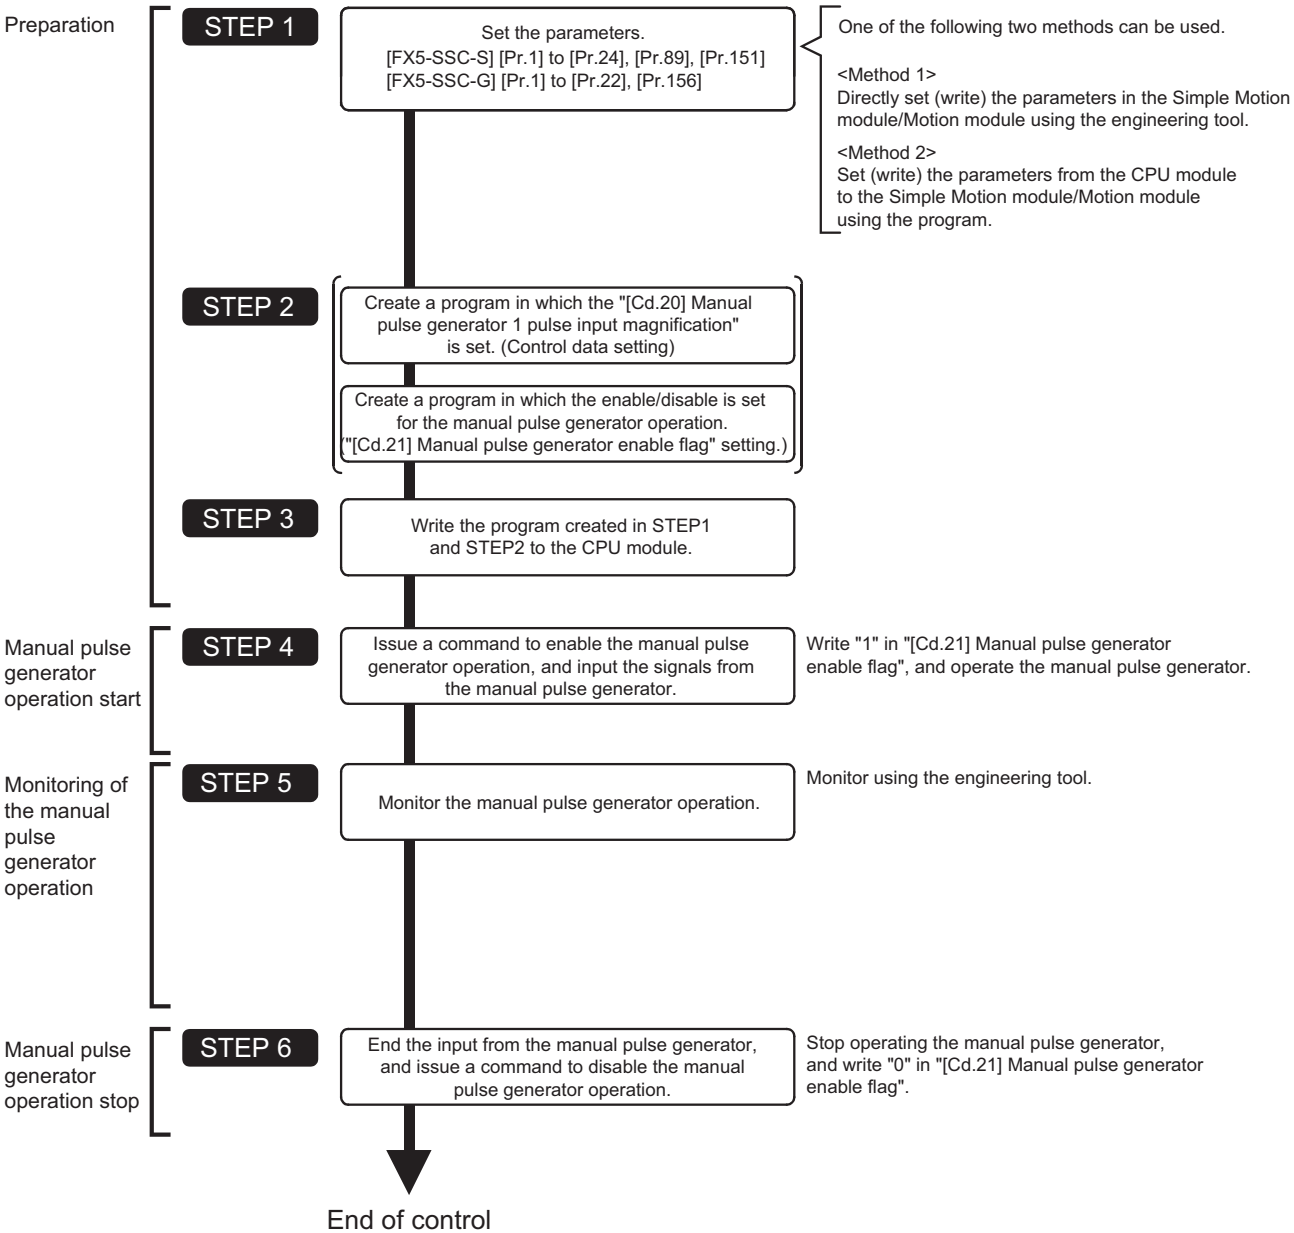 Preparation
STEP 1
Set the parameters.
[FX5-SSC-S] [Pr.1] to [Pr.24], [Pr.89], [Pr.151]
[FX5-SSC-G] [Pr.1] to [Pr.22], [Pr.156]
One of the following two methods can be used.
<Method 1>
Directly set (write) the parameters in the Simple Motion
module/Motion module using the engineering tool.
<Method 2>
Set (write) the parameters from the CPU module
to the Simple Motion module/Motion module
using the program.
STEP 2
Create a program in which the "[Cd.20] Manual
pulse generator 1 pulse input magnification"
is set. (Control data setting)
Create a program in which the enable/disable is set
for the manual pulse generator operation.
("[Cd.21] Manual pulse generator enable flag" setting.)
STEP 3
Write the program created in STEP1
and STEP2 to the CPU module.
Manual pulse
generator
operation start
STEP 4
Issue a command to enable the manual pulse
generator operation, and input the signals from
the manual pulse generator.
Write "1" in "[Cd.21] Manual pulse generator
enable flag", and operate the manual pulse generator.
Monitoring of
the manual
pulse
generator
operation
STEP 5
Monitor the manual pulse generator operation.
Monitor using the engineering tool.
Manual pulse
generator
operation stop
STEP 6
End the input from the manual pulse generator,
and issue a command to disable the manual
pulse generator operation.
Stop operating the manual pulse generator,
and write "0" in "[Cd.21] Manual pulse generator
enable flag".
End of control